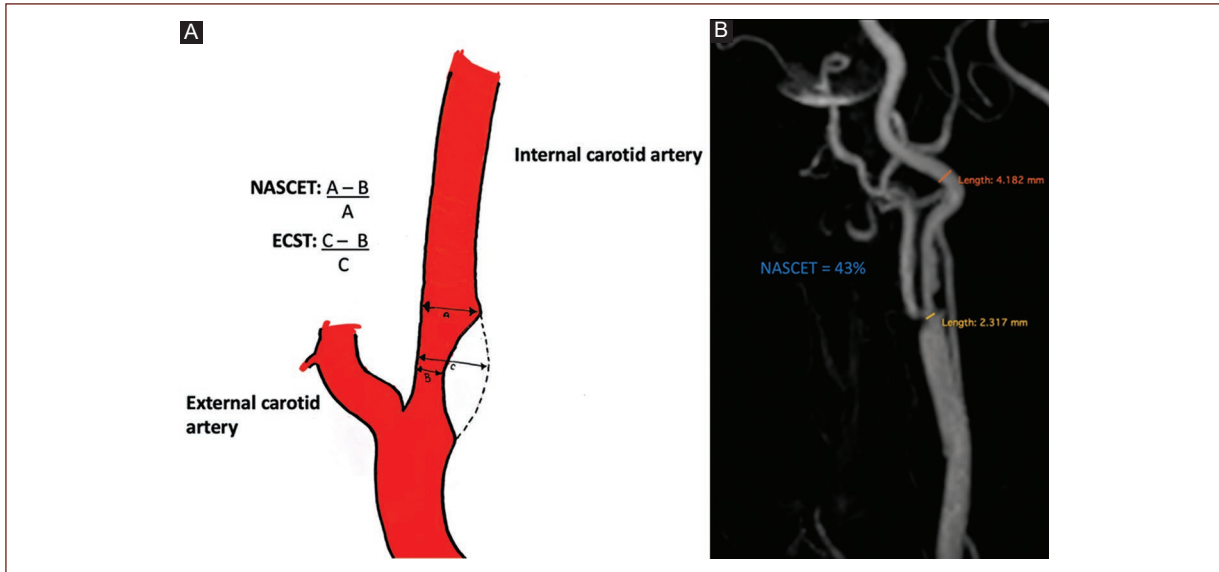 A
Internal carotid artery
NASCET: A – B
A
ECST: C – B
C
A
C
B
External carotid
artery
B
Length: 4.182 mm
NASCET = 43%
Length: 2.317 mm